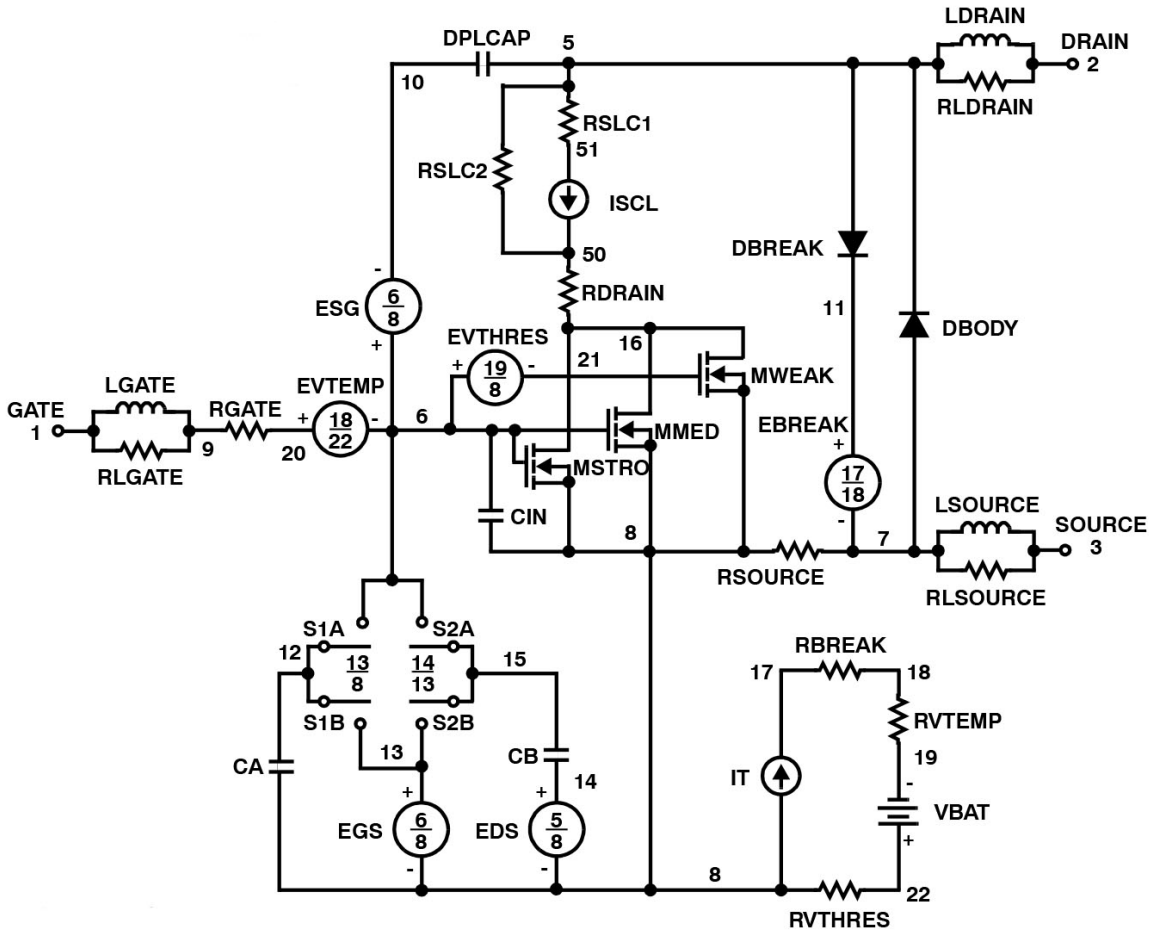 LDRAIN
DPLCAP
5
DRAIN
2
10
RLDRAIN
RSLC1
51
RSLC2
ISCL
DBREAK
50
RDRAIN
11
ESG
6
8
-
+
DBODY
EVTHRES
+
19
8
-
21
16
MWEAK
LGATE
EVTEMP
GATE
1
RGATE
+
18
22
-
6
MMED
EBREAK
+
9
20
RLGATE
MSTRO
17
18
-
CIN
LSOURCE
8
7
SOURCE
3
RSOURCE
RLSOURCE
S1A
S2A
12
13
8
14
13
15
RBREAK
17
18
S1B
S2B
RVTEMP
13
CB
19
CA
14
IT
-
VBAT
+
+
+
EGS
6
8
EDS
5
8
-
-
8
22
RVTHRES